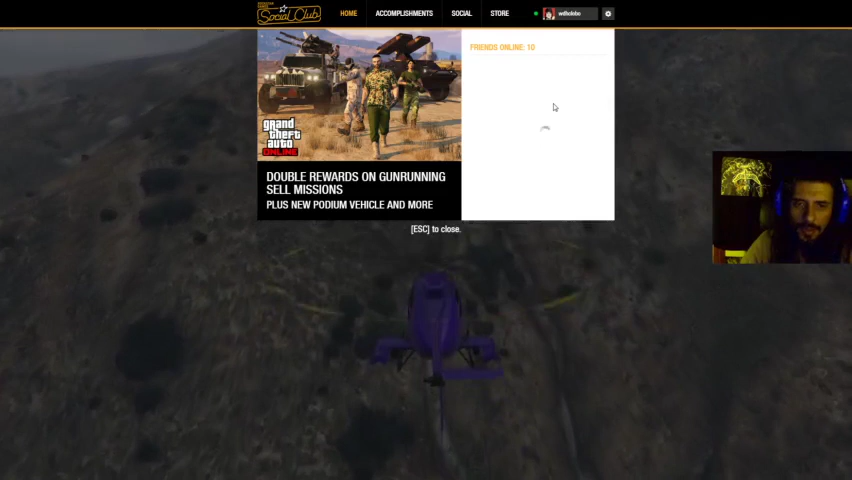 Social Club
HOME
ACCOMPLISHMENTS
SOCIAL
STORE
wdlxlobo
FRIENDS ONLINE: 10
grand
theft
auto
ONLINE
DOUBLE REWARDS ON GUNRUNNING
SELL MISSIONS
PLUS NEW PODIUM VEHICLE AND MORE
[ESC] to close.